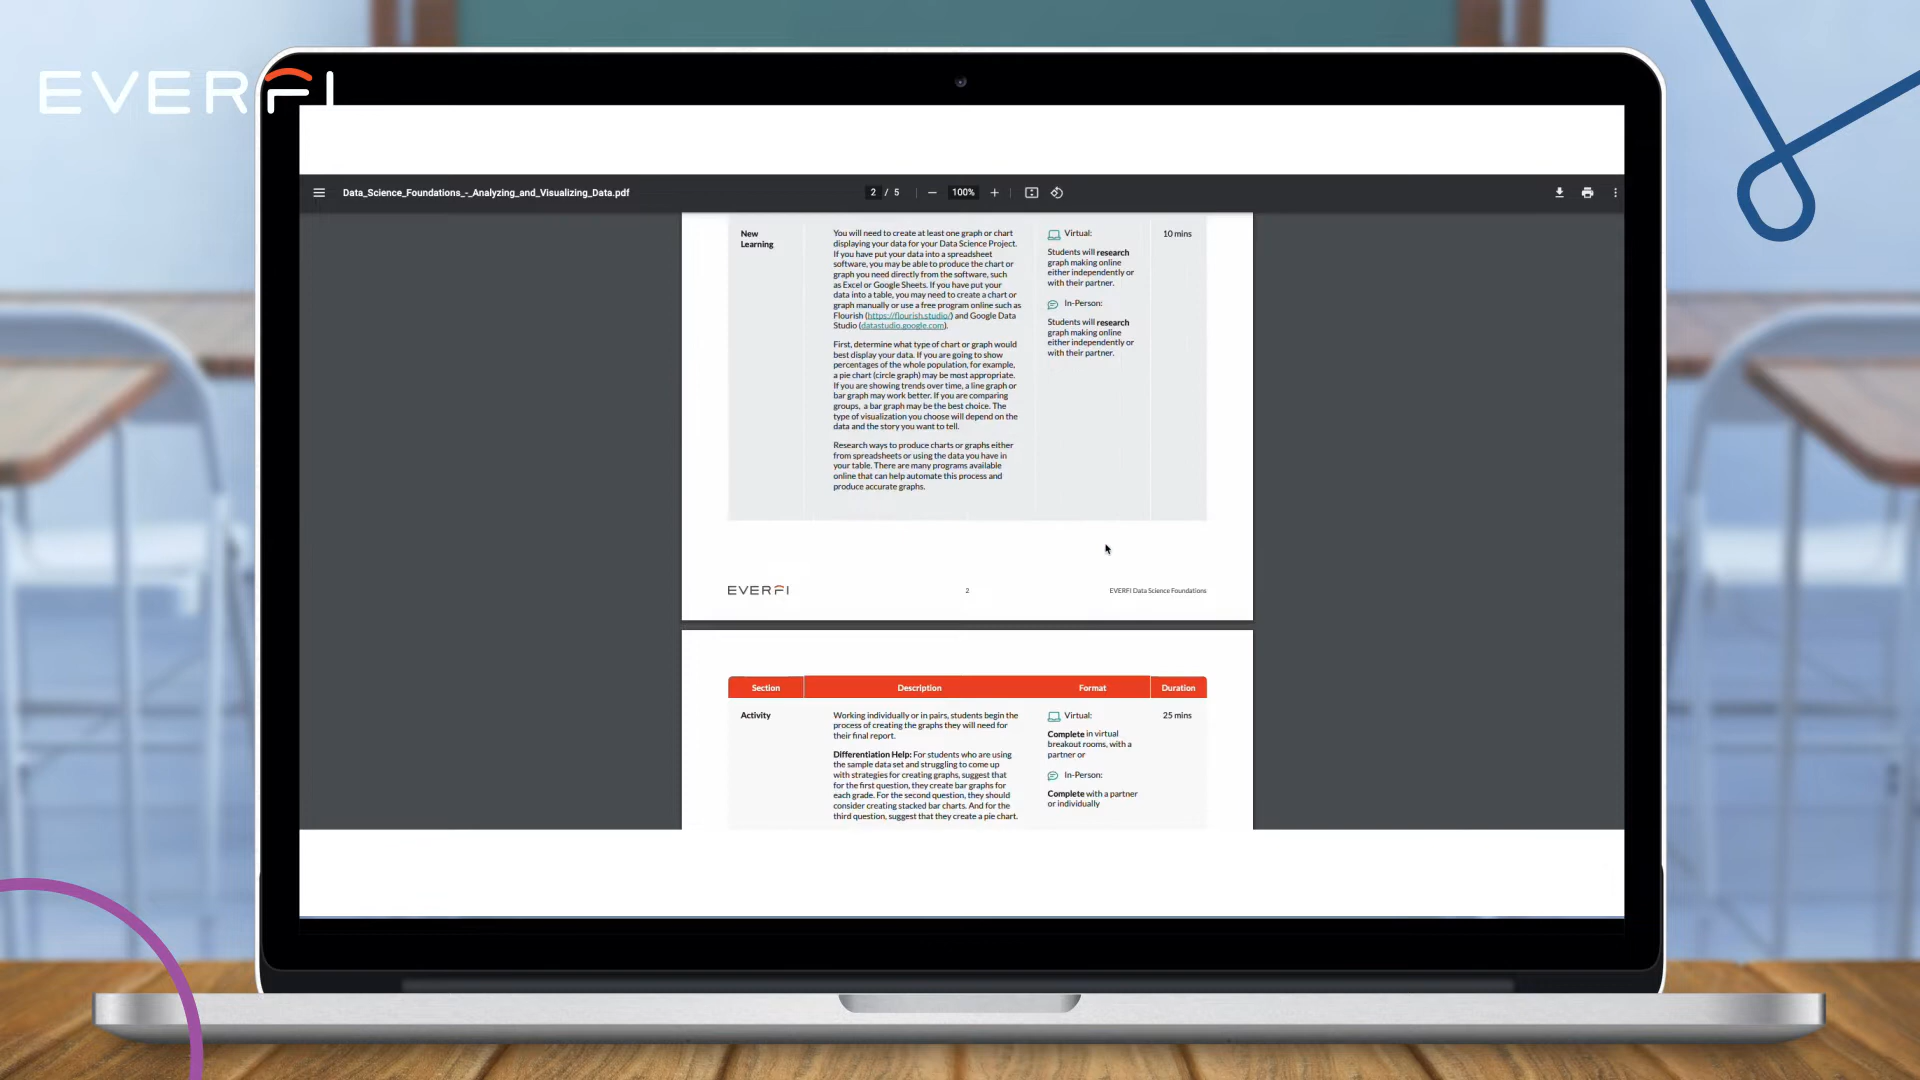 EVERFI
Data_Science_Foundations_-_Analyzing_and_Visualizing_Data.pdf
2 / 5
100%
New
Learning
You will need to create at least one graph or chart
displaying your data for your Data Science Project.
If you have put your data into a spreadsheet
software, you may be able to produce the chart or
graph you need directly from the software, such
as Excel or Google Sheets. If you have put your
data into a table, you may need to create a chart or
graph manually or use a free program online such as
Flourish (https://flourish.studio/) and Google Data
Studio (datastudio.google.com).
First, determine what type of chart or graph would
best display your data. If you are going to show
percentages of the whole population, for example,
a pie chart (circle graph) may be most appropriate.
If you are showing trends over time, a line graph or
bar graph may work better. If you are comparing
groups, a bar graph may be the best choice. The
type of visualization you choose will depend on the
data and the story you want to tell.
Research ways to produce charts or graphs either
from spreadsheets or using the data you have in
your table. There are many programs available
online that can help automate this process and
produce accurate graphs.
Virtual:
Students will research
graph making online
either independently or
with their partner.
In-Person:
Students will research
graph making online
either independently or
with their partner.
10 mins
EVERFI
2
EVERFI Data Science Foundations
Section
Description
Format
Duration
Activity
Working individually or in pairs, students begin the
process of creating the graphs they will need for
their final report.
Differentiation Help: For students who are using
the sample data set and struggling to come up
with strategies for creating graphs, suggest that
for the first question, they create bar graphs for
each grade. For the second question, they should
consider creating stacked bar charts. And for the
third question, suggest that they create a pie chart.
Virtual:
Complete in virtual
breakout rooms, with a
partner or
In-Person:
Complete with a partner
or individually
25 mins